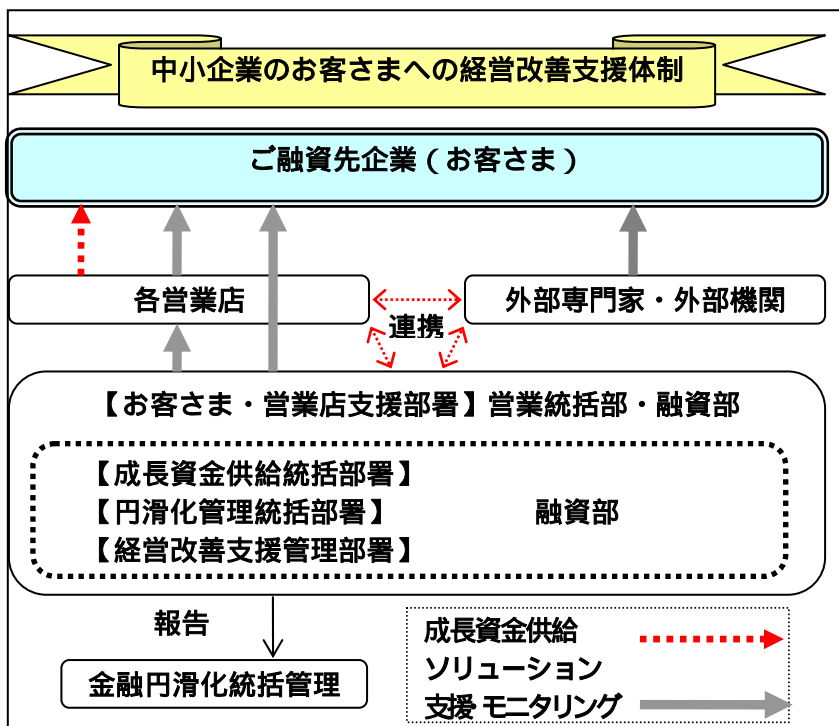 中小企業のお客さまへの経営改善支援体制
ご融資先企業（お客さま）
各営業店
外部専門家・外部機関
連携
【お客さま・営業店支援部署】営業統括部・融資部
【成長資金供給統括部署】
【円滑化管理統括部署】 融資部
【経営改善支援管理部署】
報告
金融円滑化統括管理
成長資金供給
ソリューション
支援・モニタリング